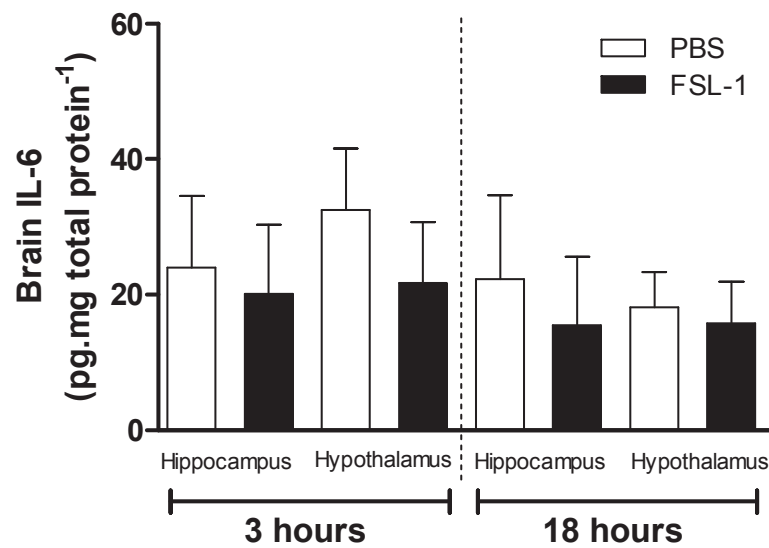 Brain IL-6
(pg.mg total protein⁻¹)
60
40
20
0
PBS
FSL-1
Hippocampus
Hypothalamus
Hippocampus
Hypothalamus
3 hours
18 hours